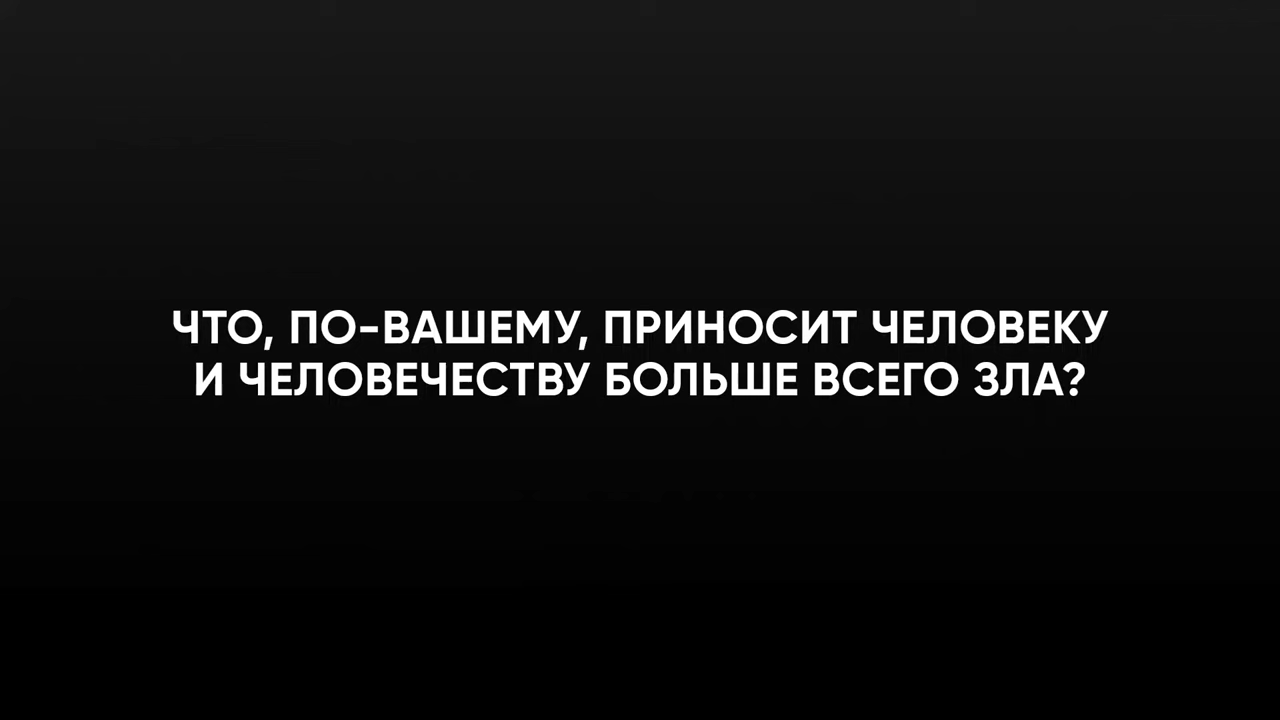 ЧТО, ПО-ВАШЕМУ, ПРИНОСИТ ЧЕЛОВЕКУ
И ЧЕЛОВЕЧЕСТВУ БОЛЬШЕ ВСЕГО ЗЛА?